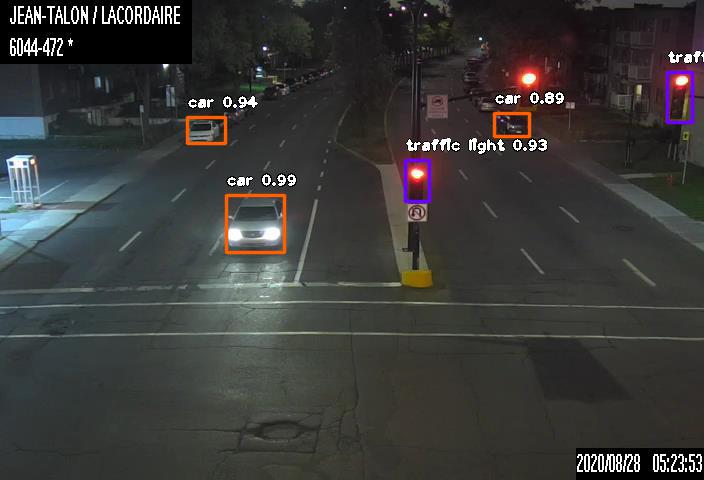 JEAN-TALON / LACORDAIRE
6044-472 *
traf
car 0.94
car 0.89
traffic light 0.93
car 0.99
2020/08/28 05:23:53